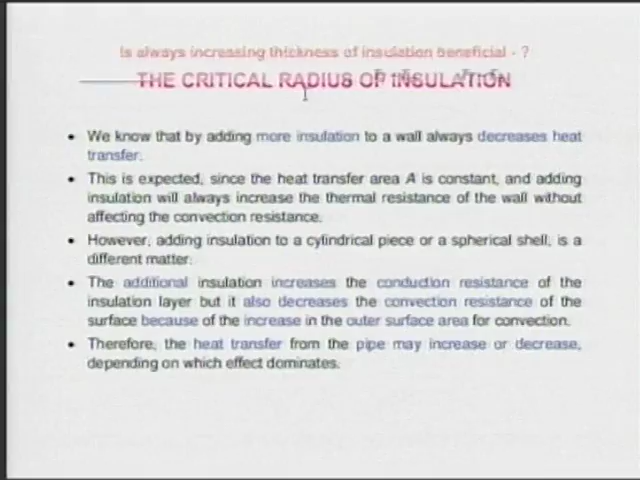 Is always increasing thickness of insulation beneficial - ?
THE CRITICAL RADIUS OF INSULATION
• We know that by adding more insulation to a wall always decreases heat
transfer.
• This is expected, since the heat transfer area A is constant, and adding
insulation will always increase the thermal resistance of the wall without
affecting the convection resistance.
• However, adding insulation to a cylindrical piece or a spherical shell, is a
different matter.
• The additional insulation increases the conduction resistance of the
insulation layer but it also decreases the convection resistance of the
surface because of the increase in the outer surface area for convection.
• Therefore, the heat transfer from the pipe may increase or decrease,
depending on which effect dominates.